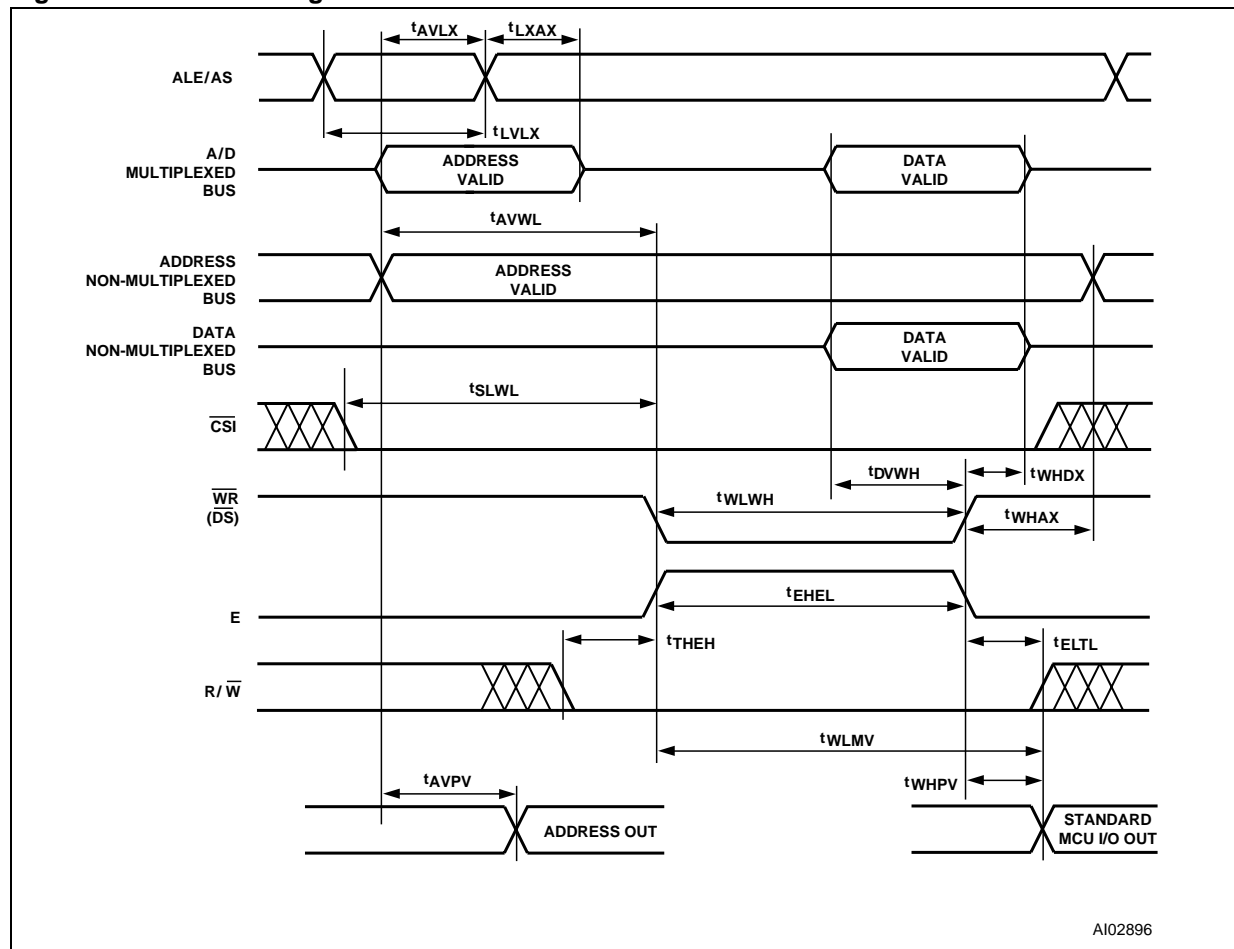 tAVLX
tLXAX
ALE/AS
tLVLX
A/D
MULTIPLEXED
BUS
ADDRESS
VALID
DATA
VALID
tAVWL
ADDRESS
NON-MULTIPLEXED
BUS
ADDRESS
VALID
DATA
NON-MULTIPLEXED
BUS
DATA
VALID
tSLWL
CSI
tDVWH
tWHDX
WR
(DS)
tWLWH
tWHAX
tEHEL
E
tTHEH
tELTL
R/ W
tWLMV
tAVPV
tWHPV
ADDRESS OUT
STANDARD
MCU I/O OUT
AI02896